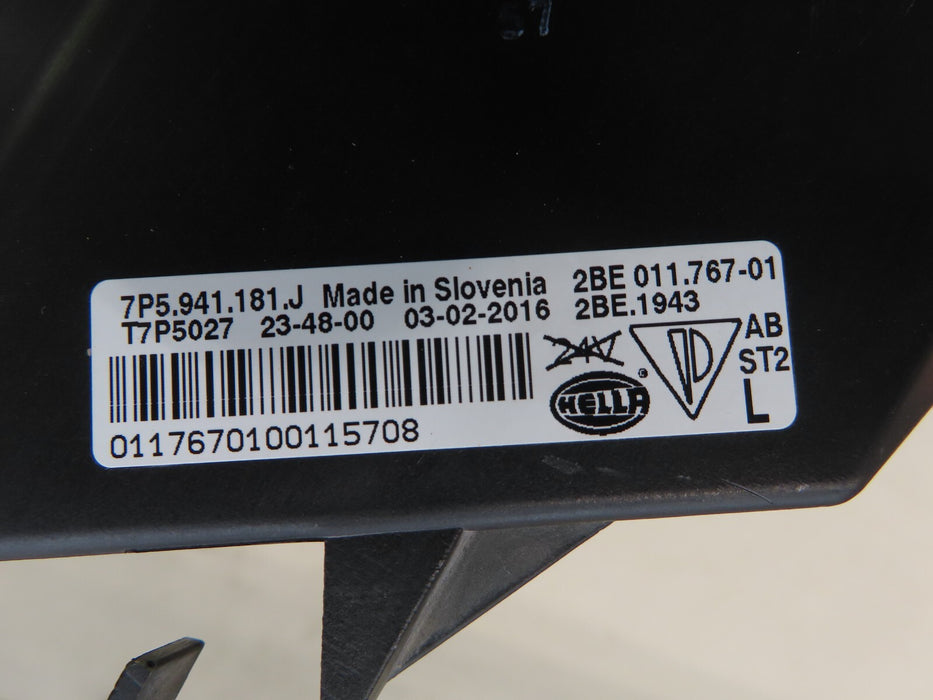 7P5.941.181.J Made in Slovenia 2BE 011.767-01
T7P5027 23-48-00 03-02-2016 2BE.1943
24V
AB
ST2
HELLA
©
L
0117670100115708